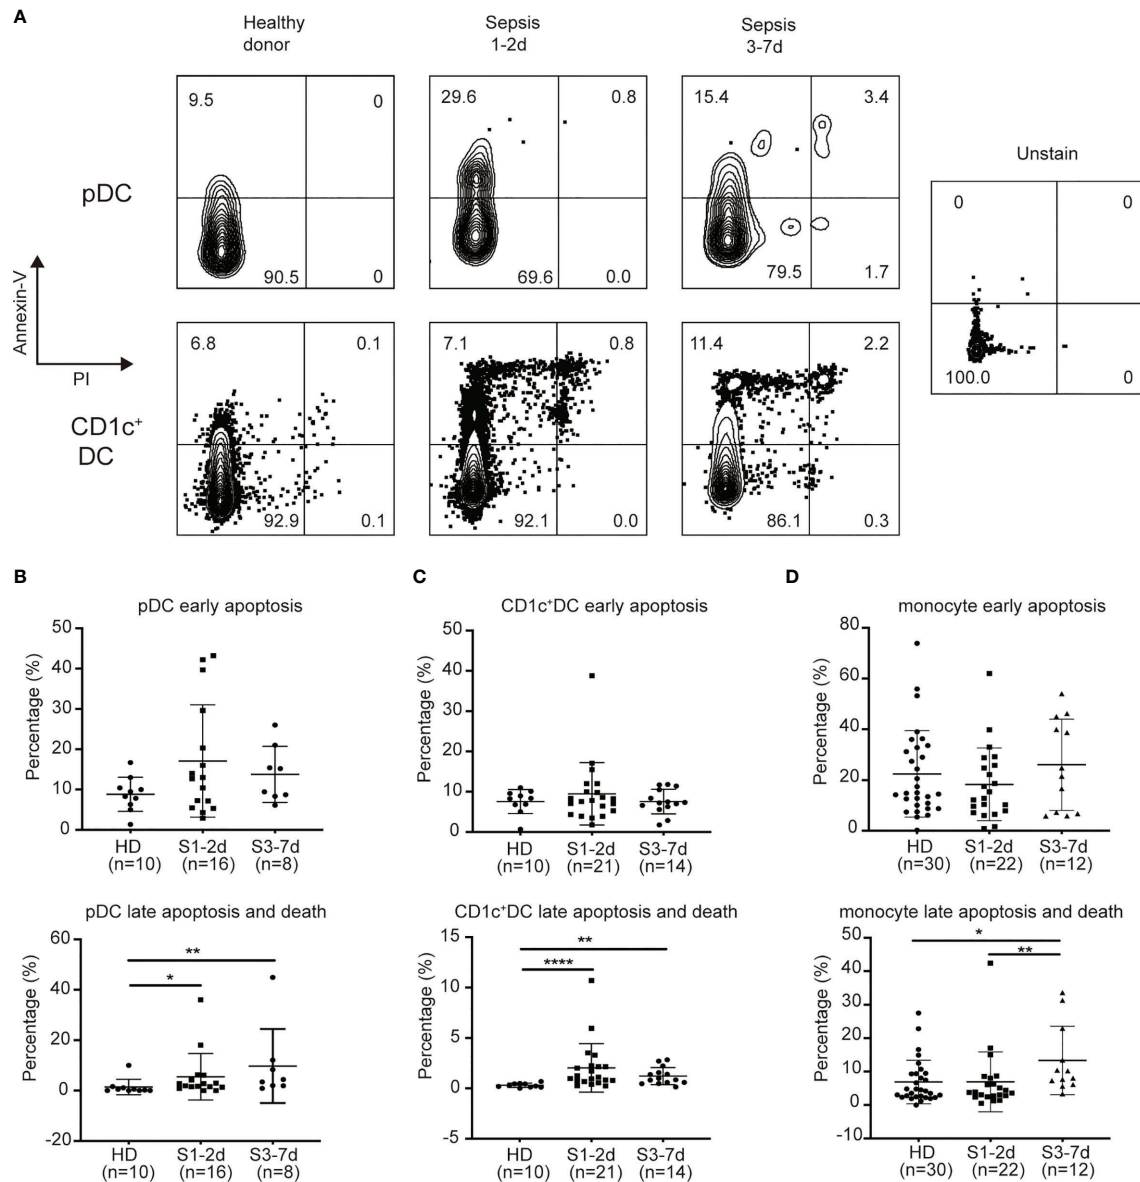 A
Healthy
donor
Sepsis
1-2d
Sepsis
3-7d
9.5
0
90.5
0
29.6
0.8
69.6
0.0
15.4
3.4
79.5
1.7
pDC
Unstain
0
0
100.0
0
Annexin-V
PI
CD1c⁺
DC
6.8
0.1
92.9
0.1
7.1
0.8
92.1
0.0
11.4
2.2
86.1
0.3
B
pDC early apoptosis
Percentage (%)
50
40
30
20
10
0
HD
(n=10)
S1-2d
(n=16)
S3-7d
(n=8)
pDC late apoptosis and death
Percentage (%)
60
40
20
0
-20
**
*
HD
(n=10)
S1-2d
(n=16)
S3-7d
(n=8)
C
CD1c⁺DC early apoptosis
Percentage (%)
50
40
30
20
10
0
HD
(n=10)
S1-2d
(n=21)
S3-7d
(n=14)
CD1c⁺DC late apoptosis and death
Percentage (%)
15
10
5
0
-5
**
****
HD
(n=10)
S1-2d
(n=21)
S3-7d
(n=14)
D
monocyte early apoptosis
Percentage (%)
80
60
40
20
0
HD
(n=30)
S1-2d
(n=22)
S3-7d
(n=12)
monocyte late apoptosis and death
Percentage (%)
50
40
30
20
10
0
-10
*
**
HD
(n=30)
S1-2d
(n=22)
S3-7d
(n=12)